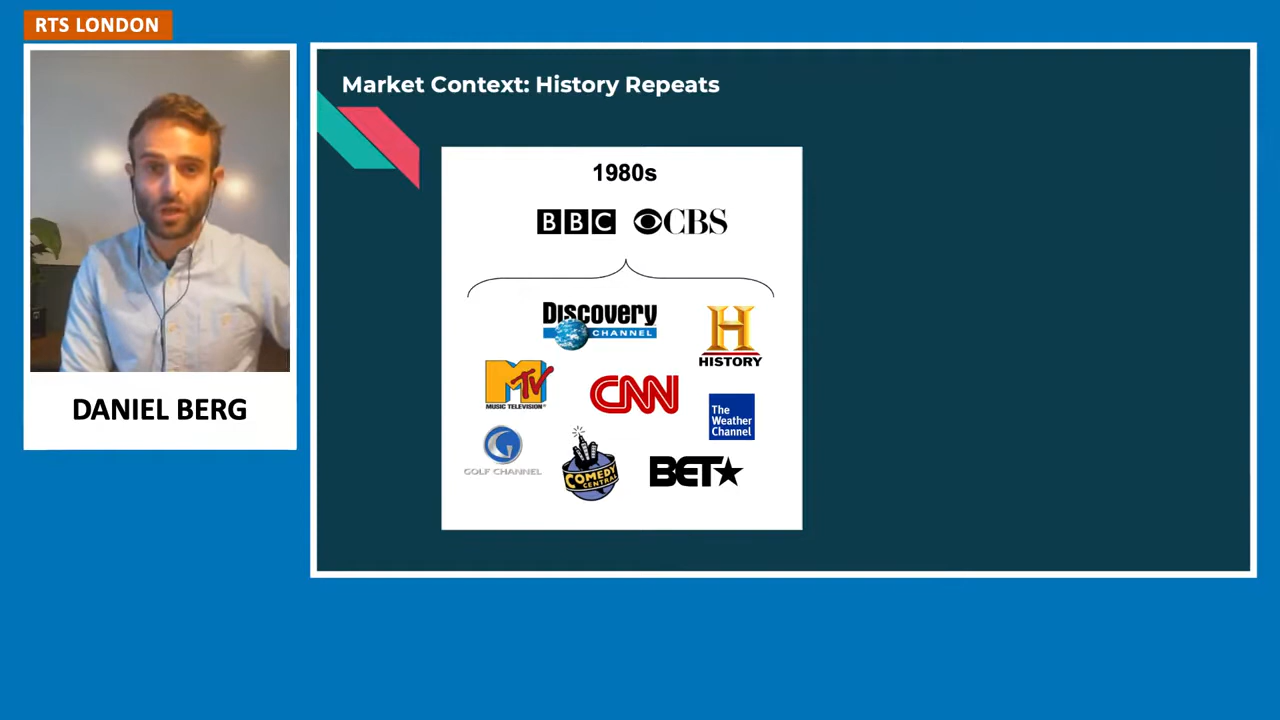 RTS LONDON
DANIEL BERG
Market Context: History Repeats
1980s
BBC CBS
Discovery
CHANNEL
H
HISTORY
MTV
MUSIC TELEVISION®
CNN
The
Weather
Channel
G
GOLF CHANNEL
COMEDY
CENTRAL
BET